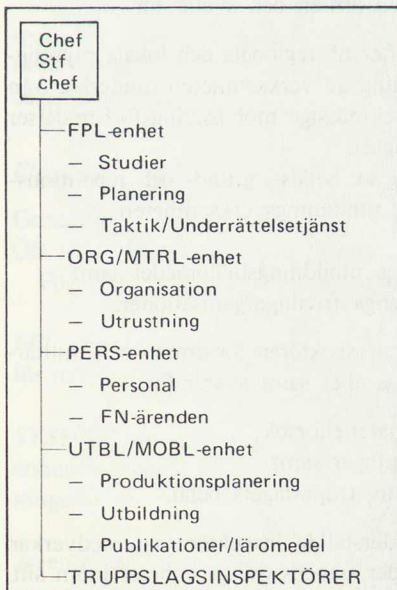 Chef
Stf
chef
FPL-enhet
– Studier
– Planering
– Taktik/Underrättelsetjänst
ORG/MTRL-enhet
– Organisation
– Utrustning
PERS-enhet
– Personal
– FN-ärenden
UTBL/MOBL-enhet
– Produktionsplanering
– Utbildning
– Publikationer/läromedel
TRUPPSLAGSINSPEKTÖRER